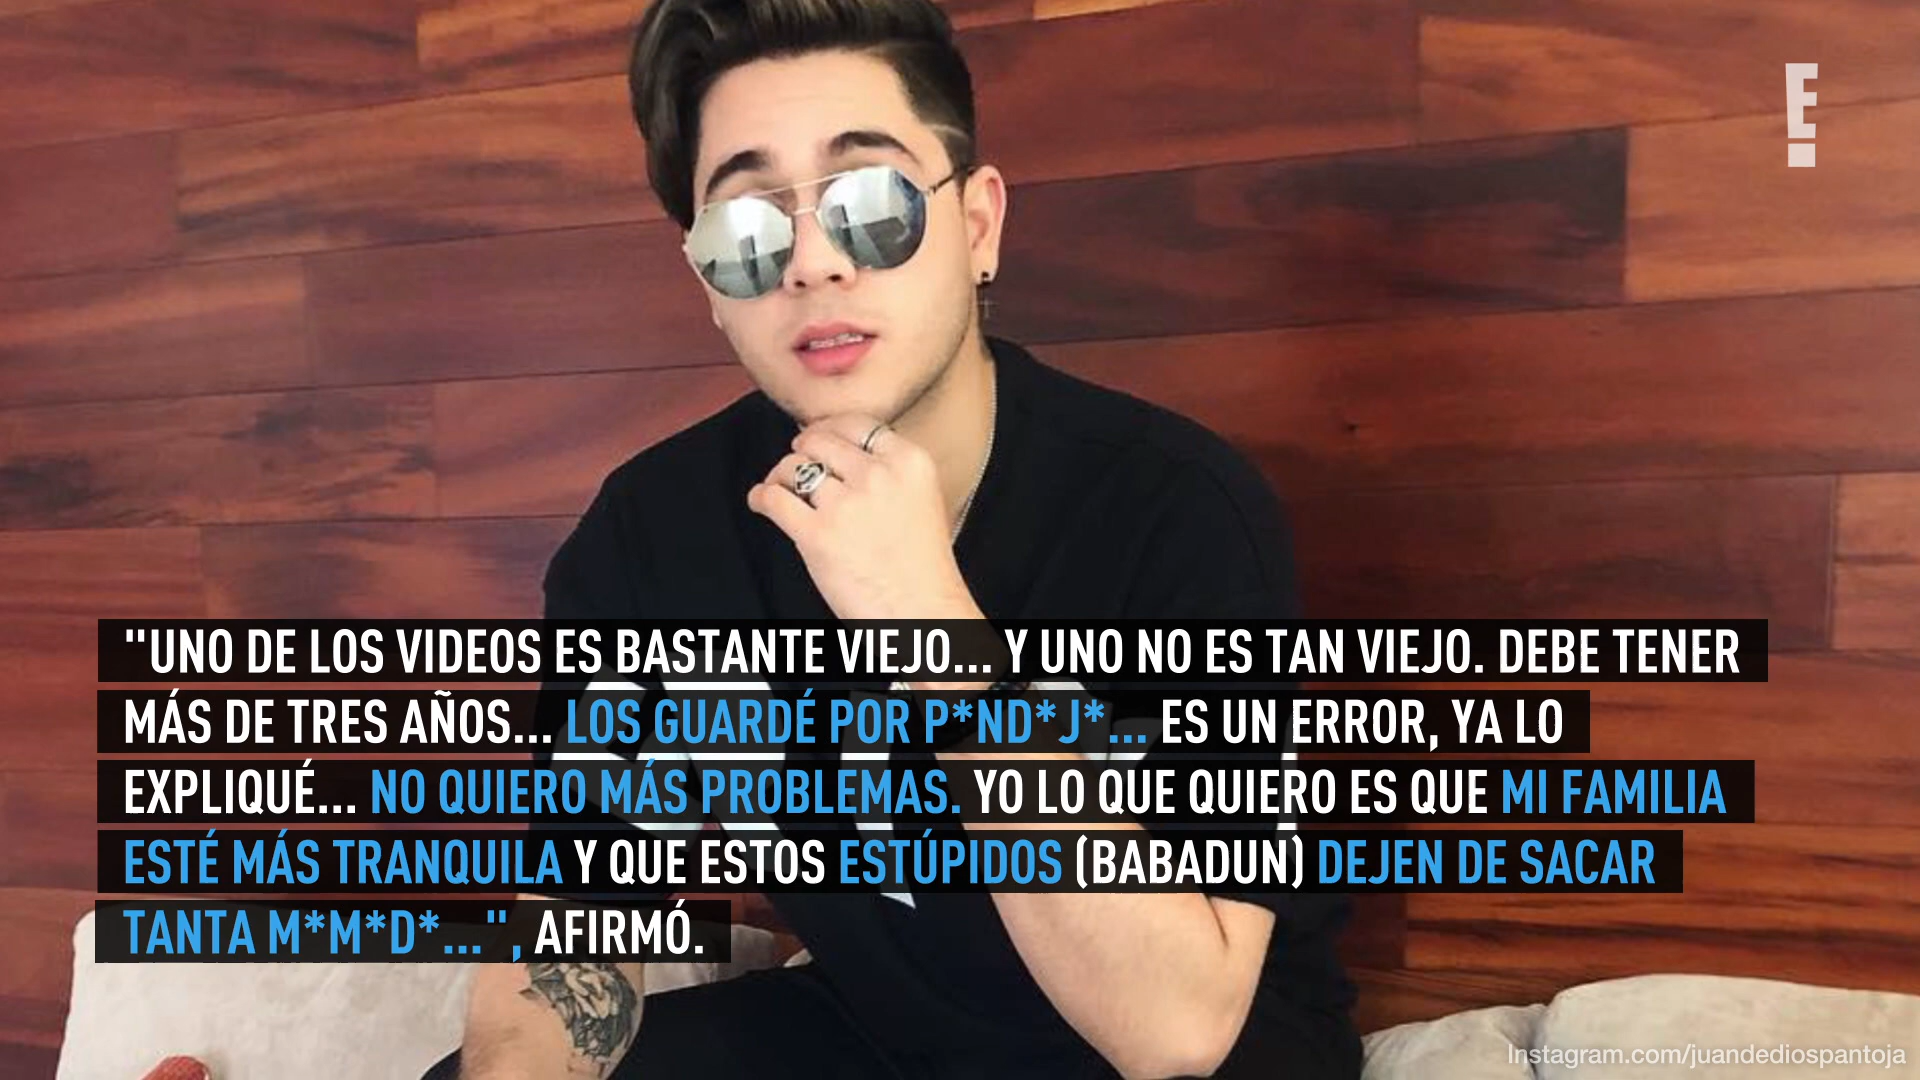 E!
"UNO DE LOS VIDEOS ES BASTANTE VIEJO... Y UNO NO ES TAN VIEJO. DEBE TENER
MÁS DE TRES AÑOS... LOS GUARDÉ POR P*ND*J*... ES UN ERROR, YA LO
EXPLIQUÉ... NO QUIERO MÁS PROBLEMAS. YO LO QUE QUIERO ES QUE MI FAMILIA
ESTÉ MÁS TRANQUILA Y QUE ESTOS ESTÚPIDOS (BABADUN) DEJEN DE SACAR
TANTA M*M*D*...", AFIRMÓ.
Instagram.com/juandediospantoja